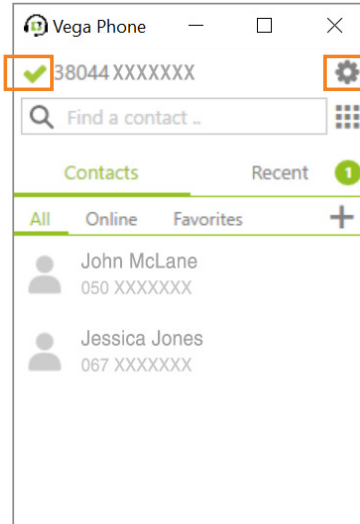 Vega Phone
38044 XXXXXXX
Find a contact ..
Contacts Recent 1
All Online Favorites
John McLane
050 XXXXXXX
Jessica Jones
067 XXXXXXX